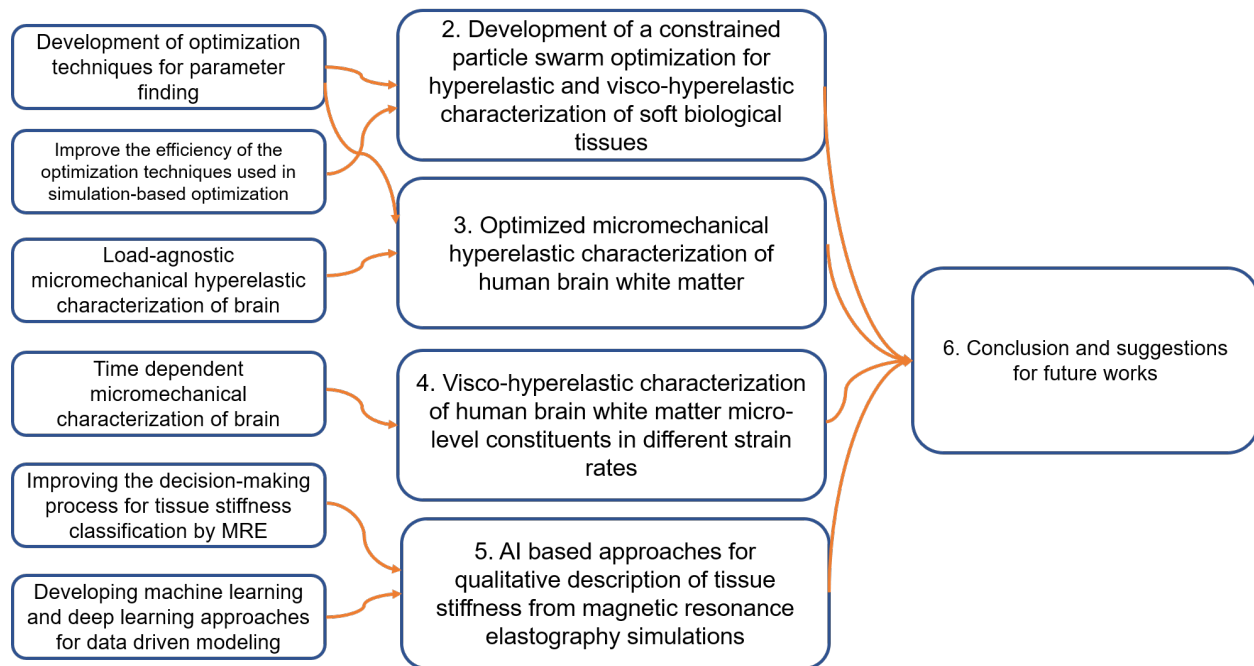 Development of optimization
techniques for parameter
finding
Improve the efficiency of the
optimization techniques used in
simulation-based optimization
Load-agnostic
micromechanical hyperelastic
characterization of brain
Time dependent
micromechanical
characterization of brain
Improving the decision-making
process for tissue stiffness
classification by MRE
Developing machine learning
and deep learning approaches
for data driven modeling
2. Development of a constrained
particle swarm optimization for
hyperelastic and visco-hyperelastic
characterization of soft biological
tissues
3. Optimized micromechanical
hyperelastic characterization of
human brain white matter
4. Visco-hyperelastic characterization
of human brain white matter micro-
level constituents in different strain
rates
5. AI based approaches for
qualitative description of tissue
stiffness from magnetic resonance
elastography simulations
6. Conclusion and suggestions
for future works